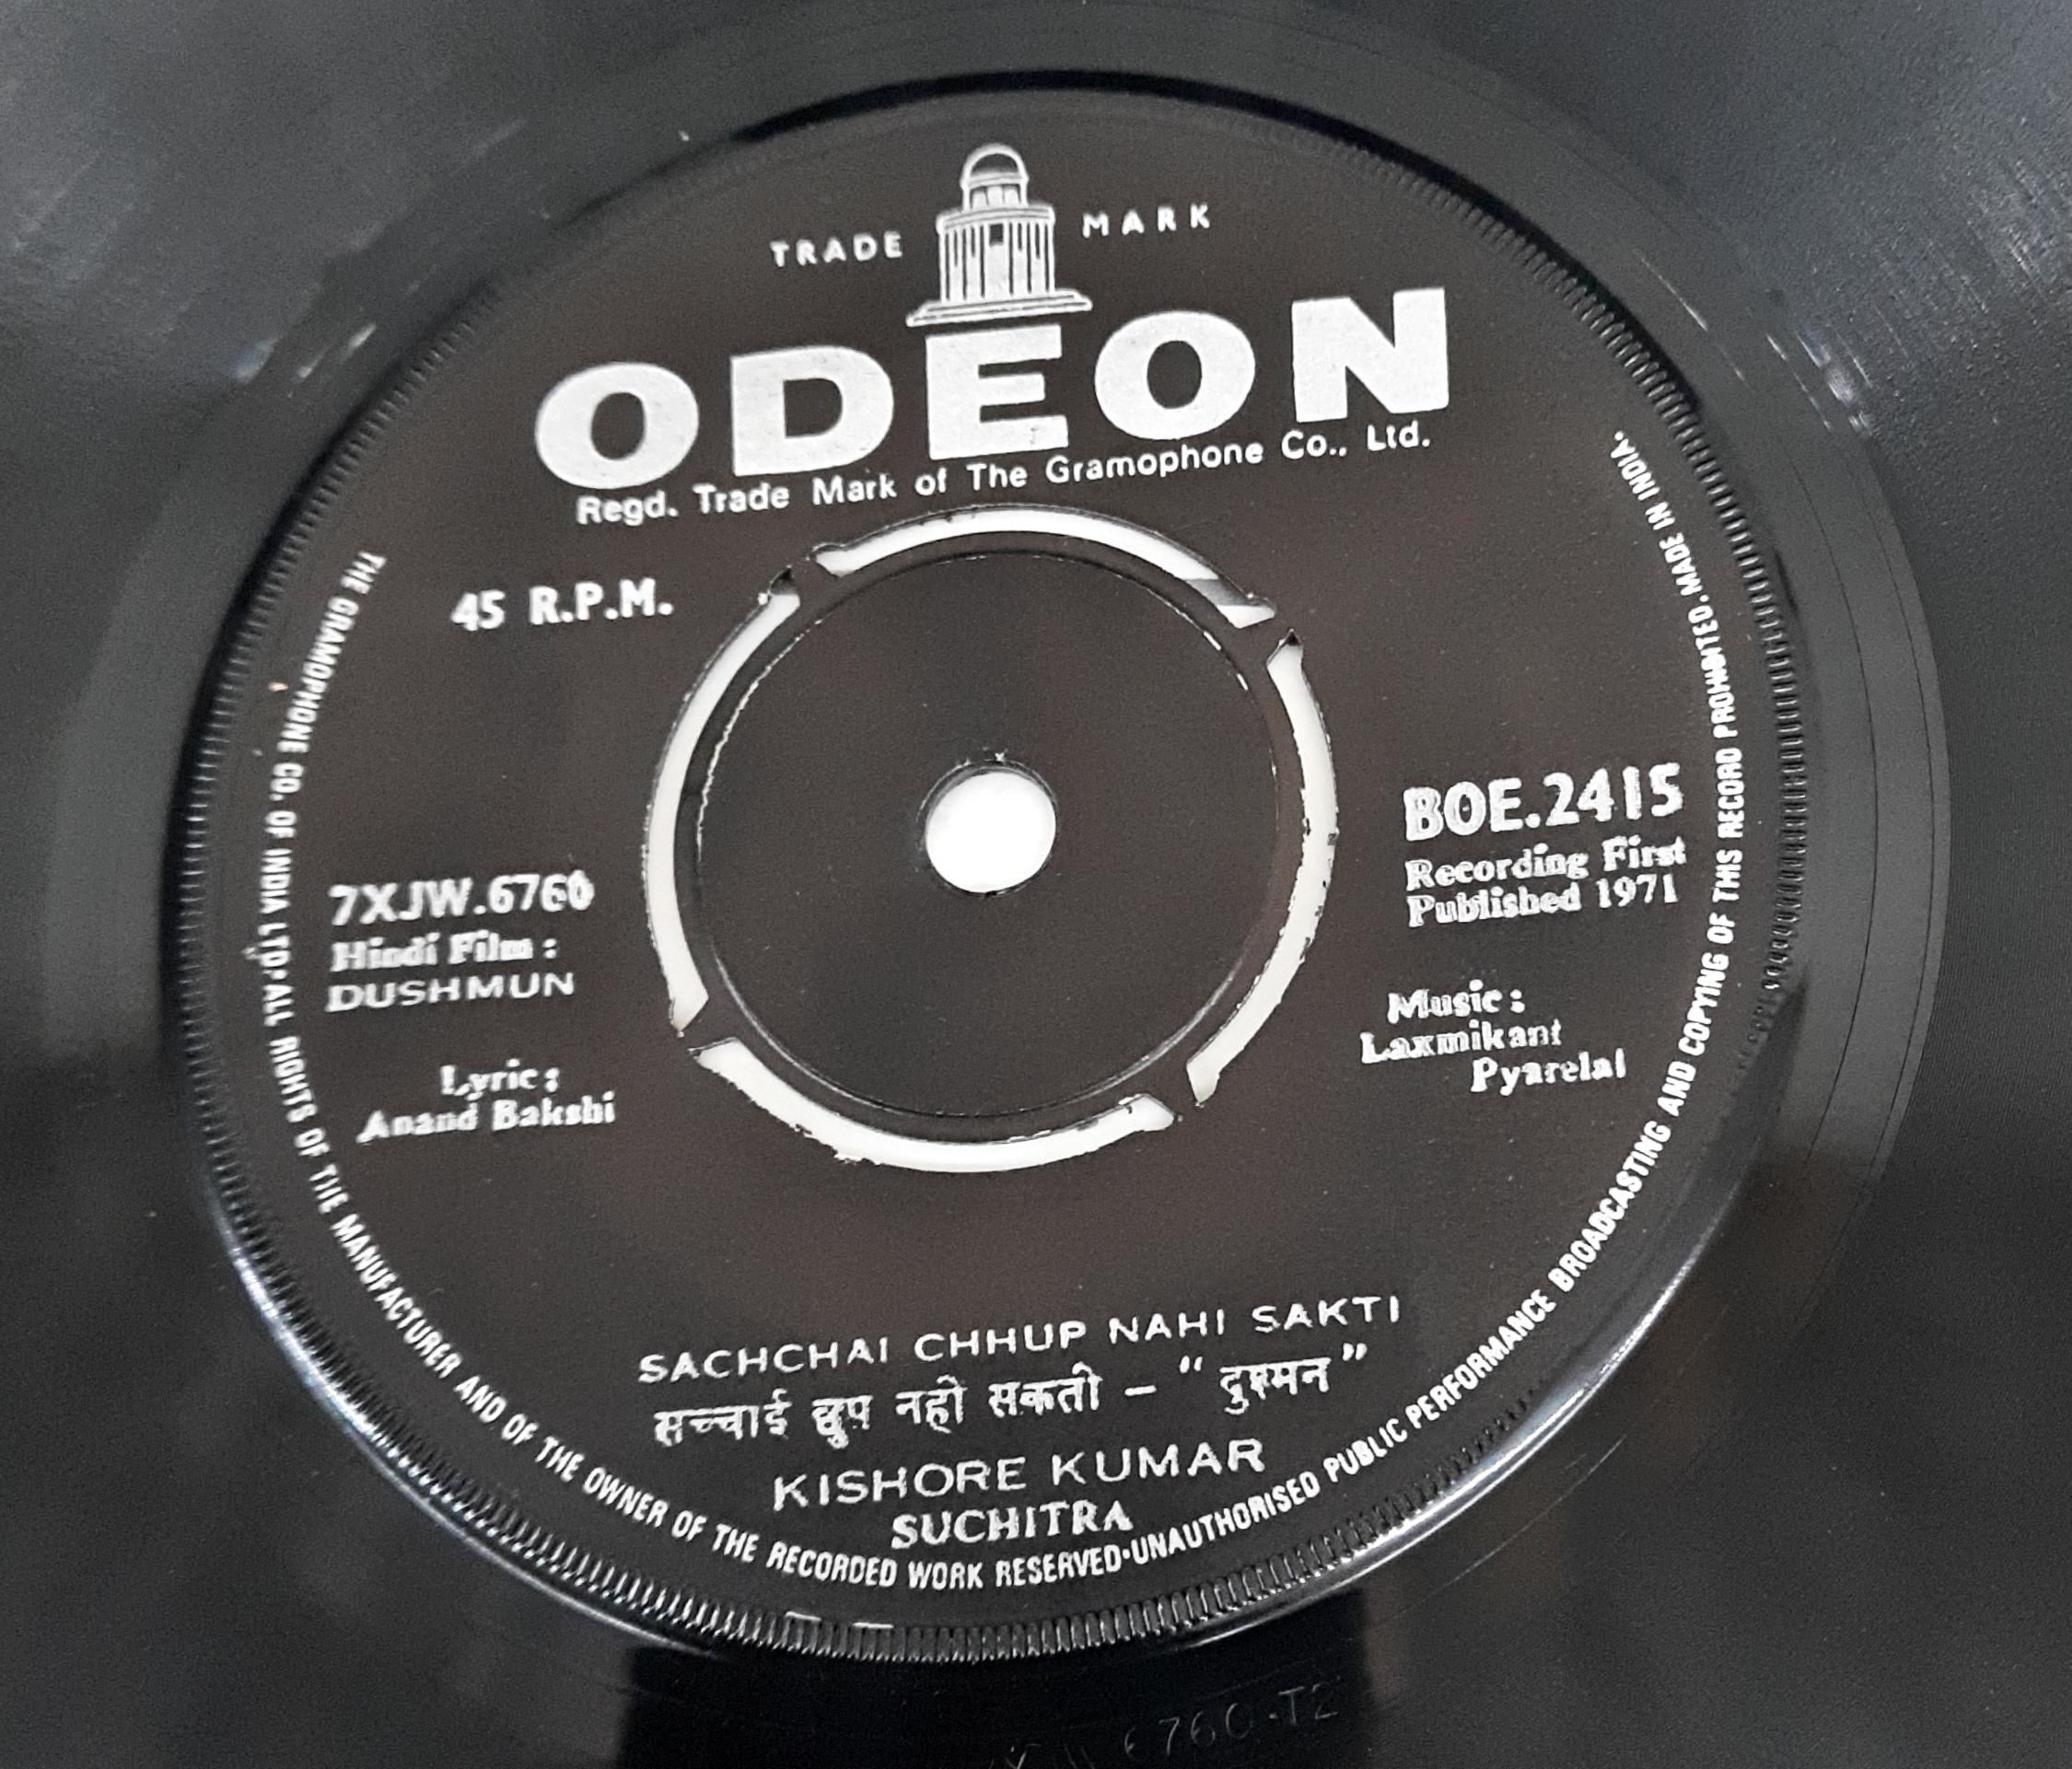 TRADE MARK
ODEON
Regd. Trade Mark of The Gramophone Co., Ltd.
45 R.P.M.
7XJW.6760
Hindi Film :
DUSHMUN
Lyric :
Anand Bakshi
BOE.2415
Recording First
Published 1971
Music :
Laxmikant
Pyarelal
SACHCHAI CHHUP NAHI SAKTI
सच्चाई छुप नहीं सकती – “ दुश्मन ”
KISHORE KUMAR
SUCHITRA
THE GRAMOPHONE CO. OF INDIA LTD. ALL RIGHTS OF THE MANUFACTURER AND OF THE OWNER OF THE RECORDED WORK RESERVED•UNAUTHORISED PUBLIC PERFORMANCE BROADCASTING AND COPYING OF THIS RECORD PROHIBITED. MADE IN INDIA.
6760-T2